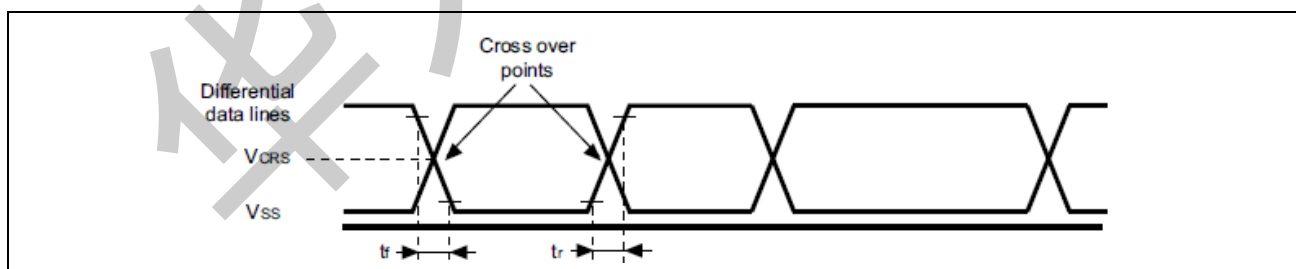 Cross over
points
Differential
data lines
VCRS
VSS
tf
tr